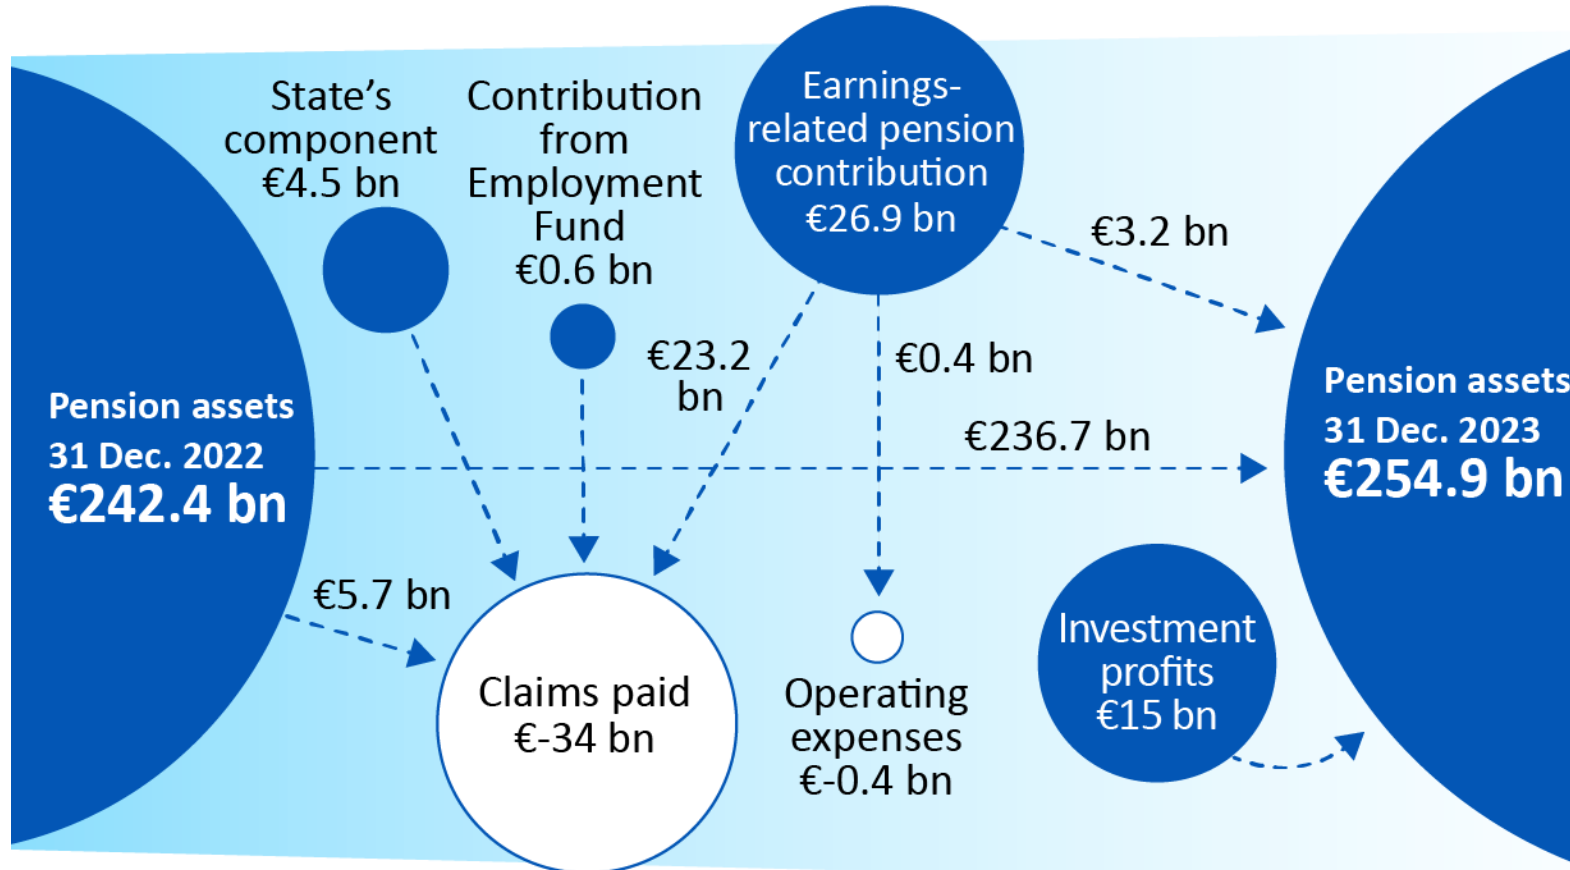 State’s
component
€4.5 bn
Contribution
from
Employment
Fund
€0.6 bn
Earnings-
related pension
contribution
€26.9 bn
€3.2 bn
€23.2
bn
€0.4 bn
Pension assets
31 Dec. 2022
€242.4 bn
€236.7 bn
Pension assets
31 Dec. 2023
€254.9 bn
€5.7 bn
Claims paid
€-34 bn
Operating
expenses
€-0.4 bn
Investment
profits
€15 bn